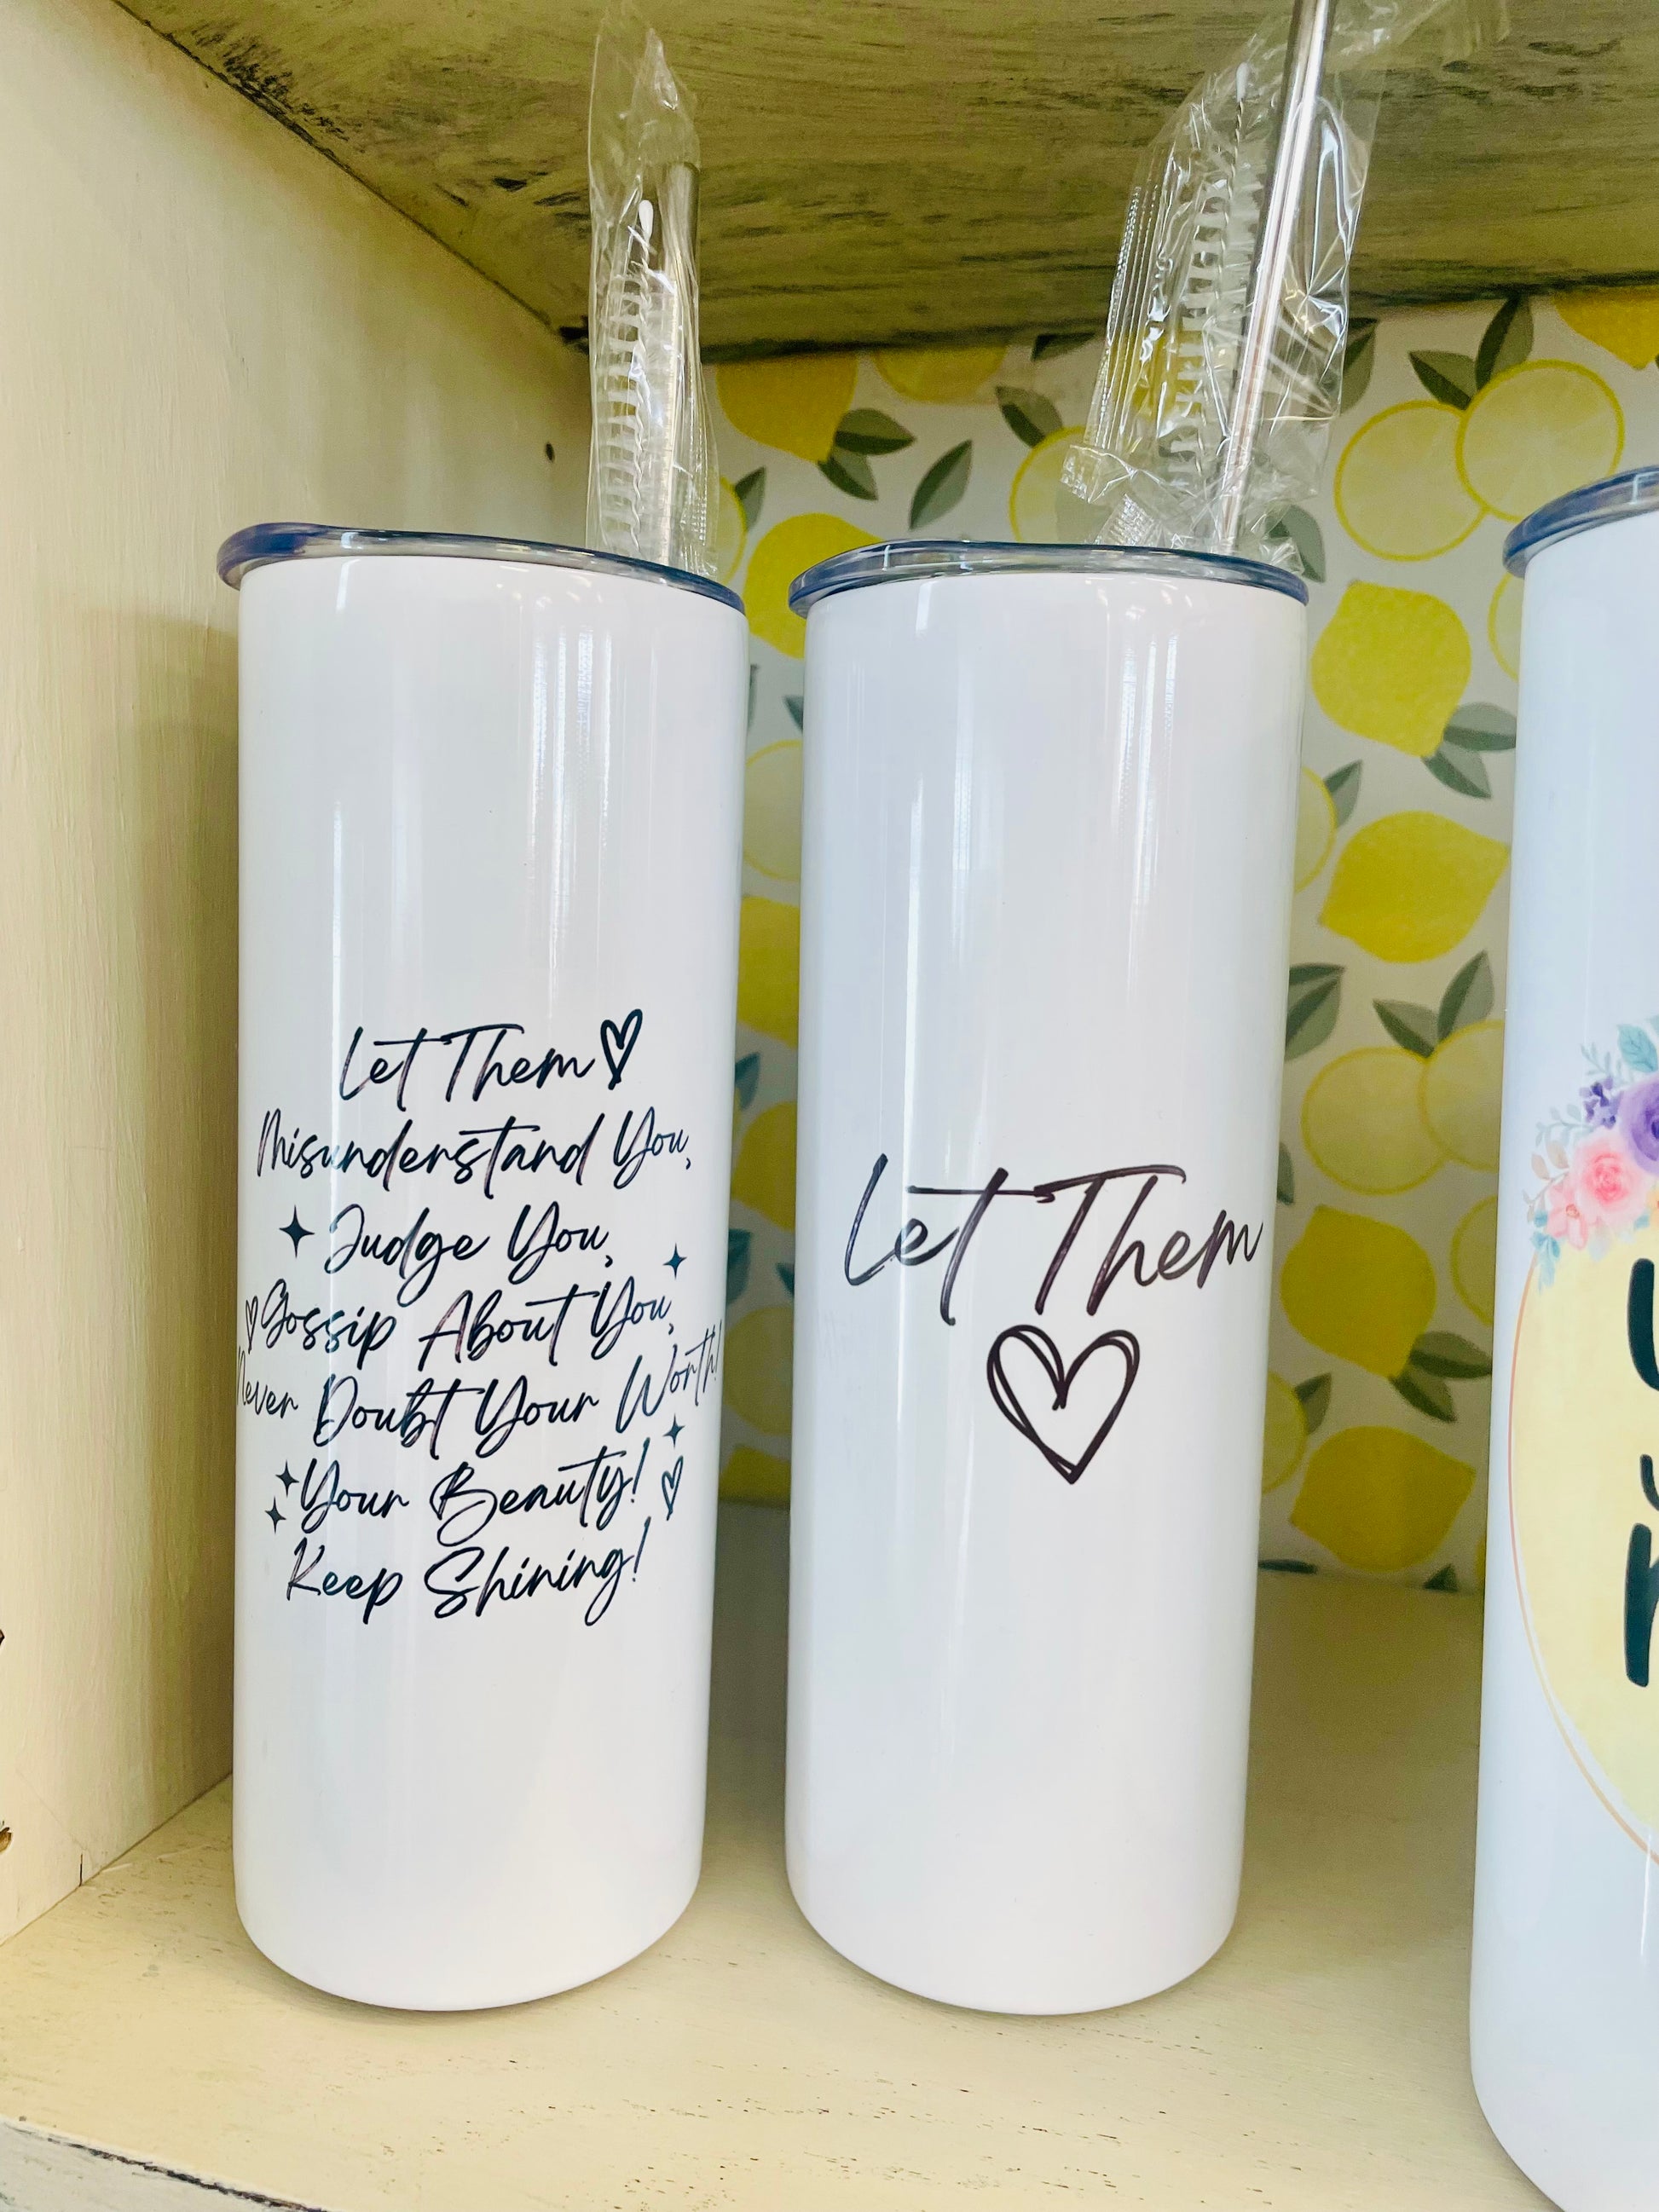 Let Them
Misunderstand You,
Judge You,
Gossip About You,
Never Doubt Your Worth!
Your Beauty!
Keep Shining!
Let Them